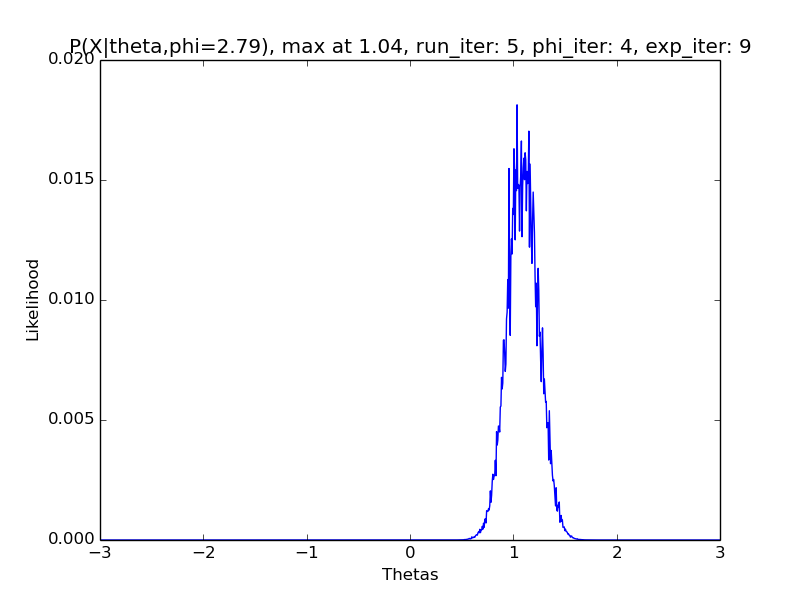 P(X|theta,phi=2.79), max at 1.04, run_iter: 5, phi_iter: 4, exp_iter: 9
0.020
0.015
0.010
0.005
0.000
Likelihood
−3 −2 −1 0 1 2 3
Thetas